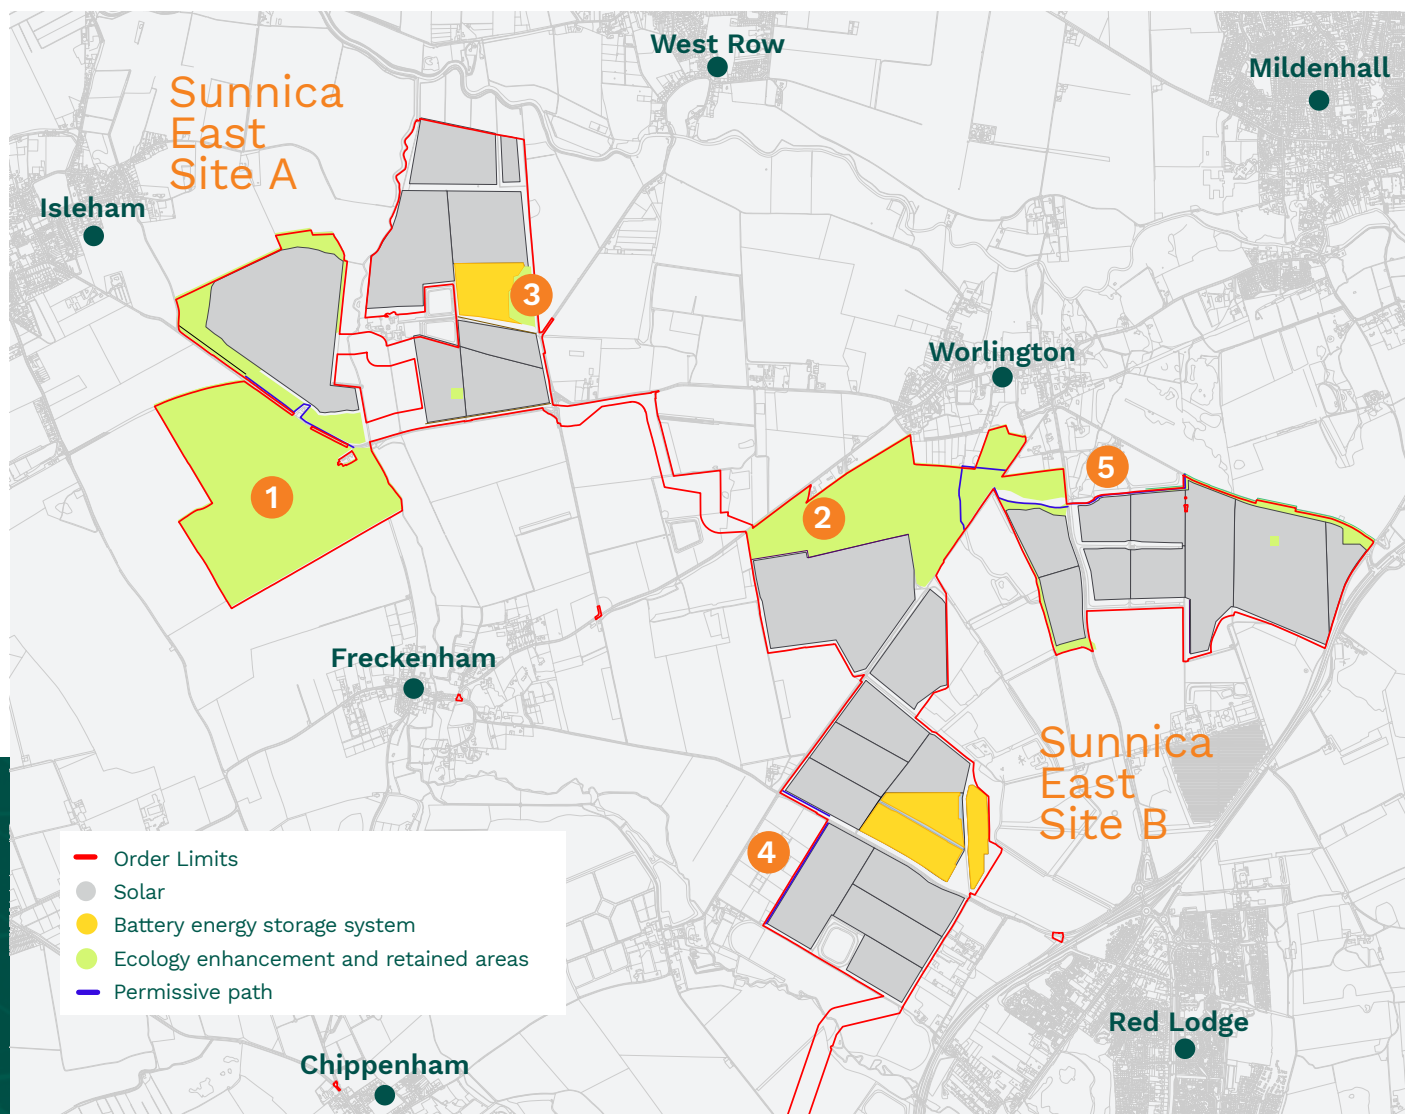 West Row
Mildenhall
Sunnica
East
Site A
Isleham
3
Worlington
5
1
2
Freckenham
Sunnica
East
Site B
4
Order Limits
Solar
Battery energy storage system
Ecology enhancement and retained areas
Permissive path
Red Lodge
Chippenham